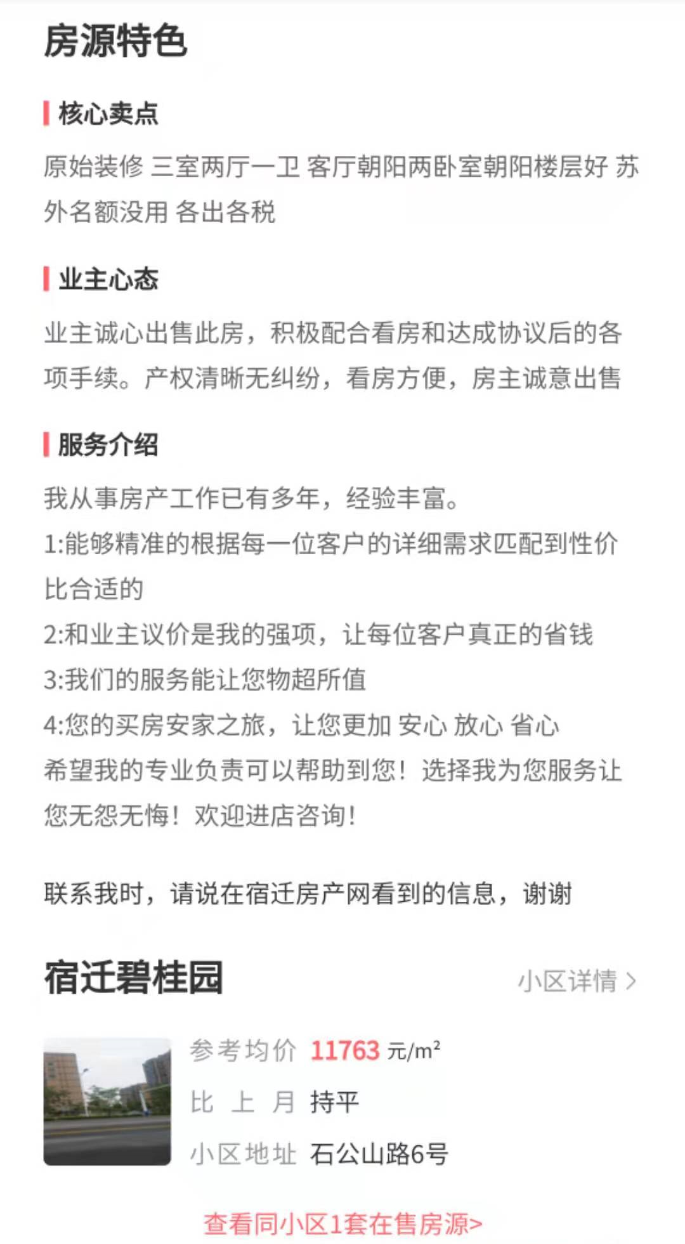 房源特色
核心卖点
原始装修 三室两厅一卫 客厅朝阳两卧室朝阳楼层好 苏
外名额没用 各出各税
业主心态
业主诚心出售此房，积极配合看房和达成协议后的各
项手续。产权清晰无纠纷，看房方便，房主诚意出售
服务介绍
我从事房产工作已有多年，经验丰富。
1:能够精准的根据每一位客户的详细需求匹配到性价
比合适的
2:和业主议价是我的强项，让每位客户真正的省钱
3:我们的服务能让您物超所值
4:您的买房安家之旅，让您更加 安心 放心 省心
希望我的专业负责可以帮助到您！选择我为您服务让
您无怨无悔！欢迎进店咨询！
联系我时，请说在宿迁房产网看到的信息，谢谢
宿迁碧桂园 小区详情 >
参考均价 11763 元/m²
比上月 持平
小区地址 石公山路6号
查看同小区1套在售房源>